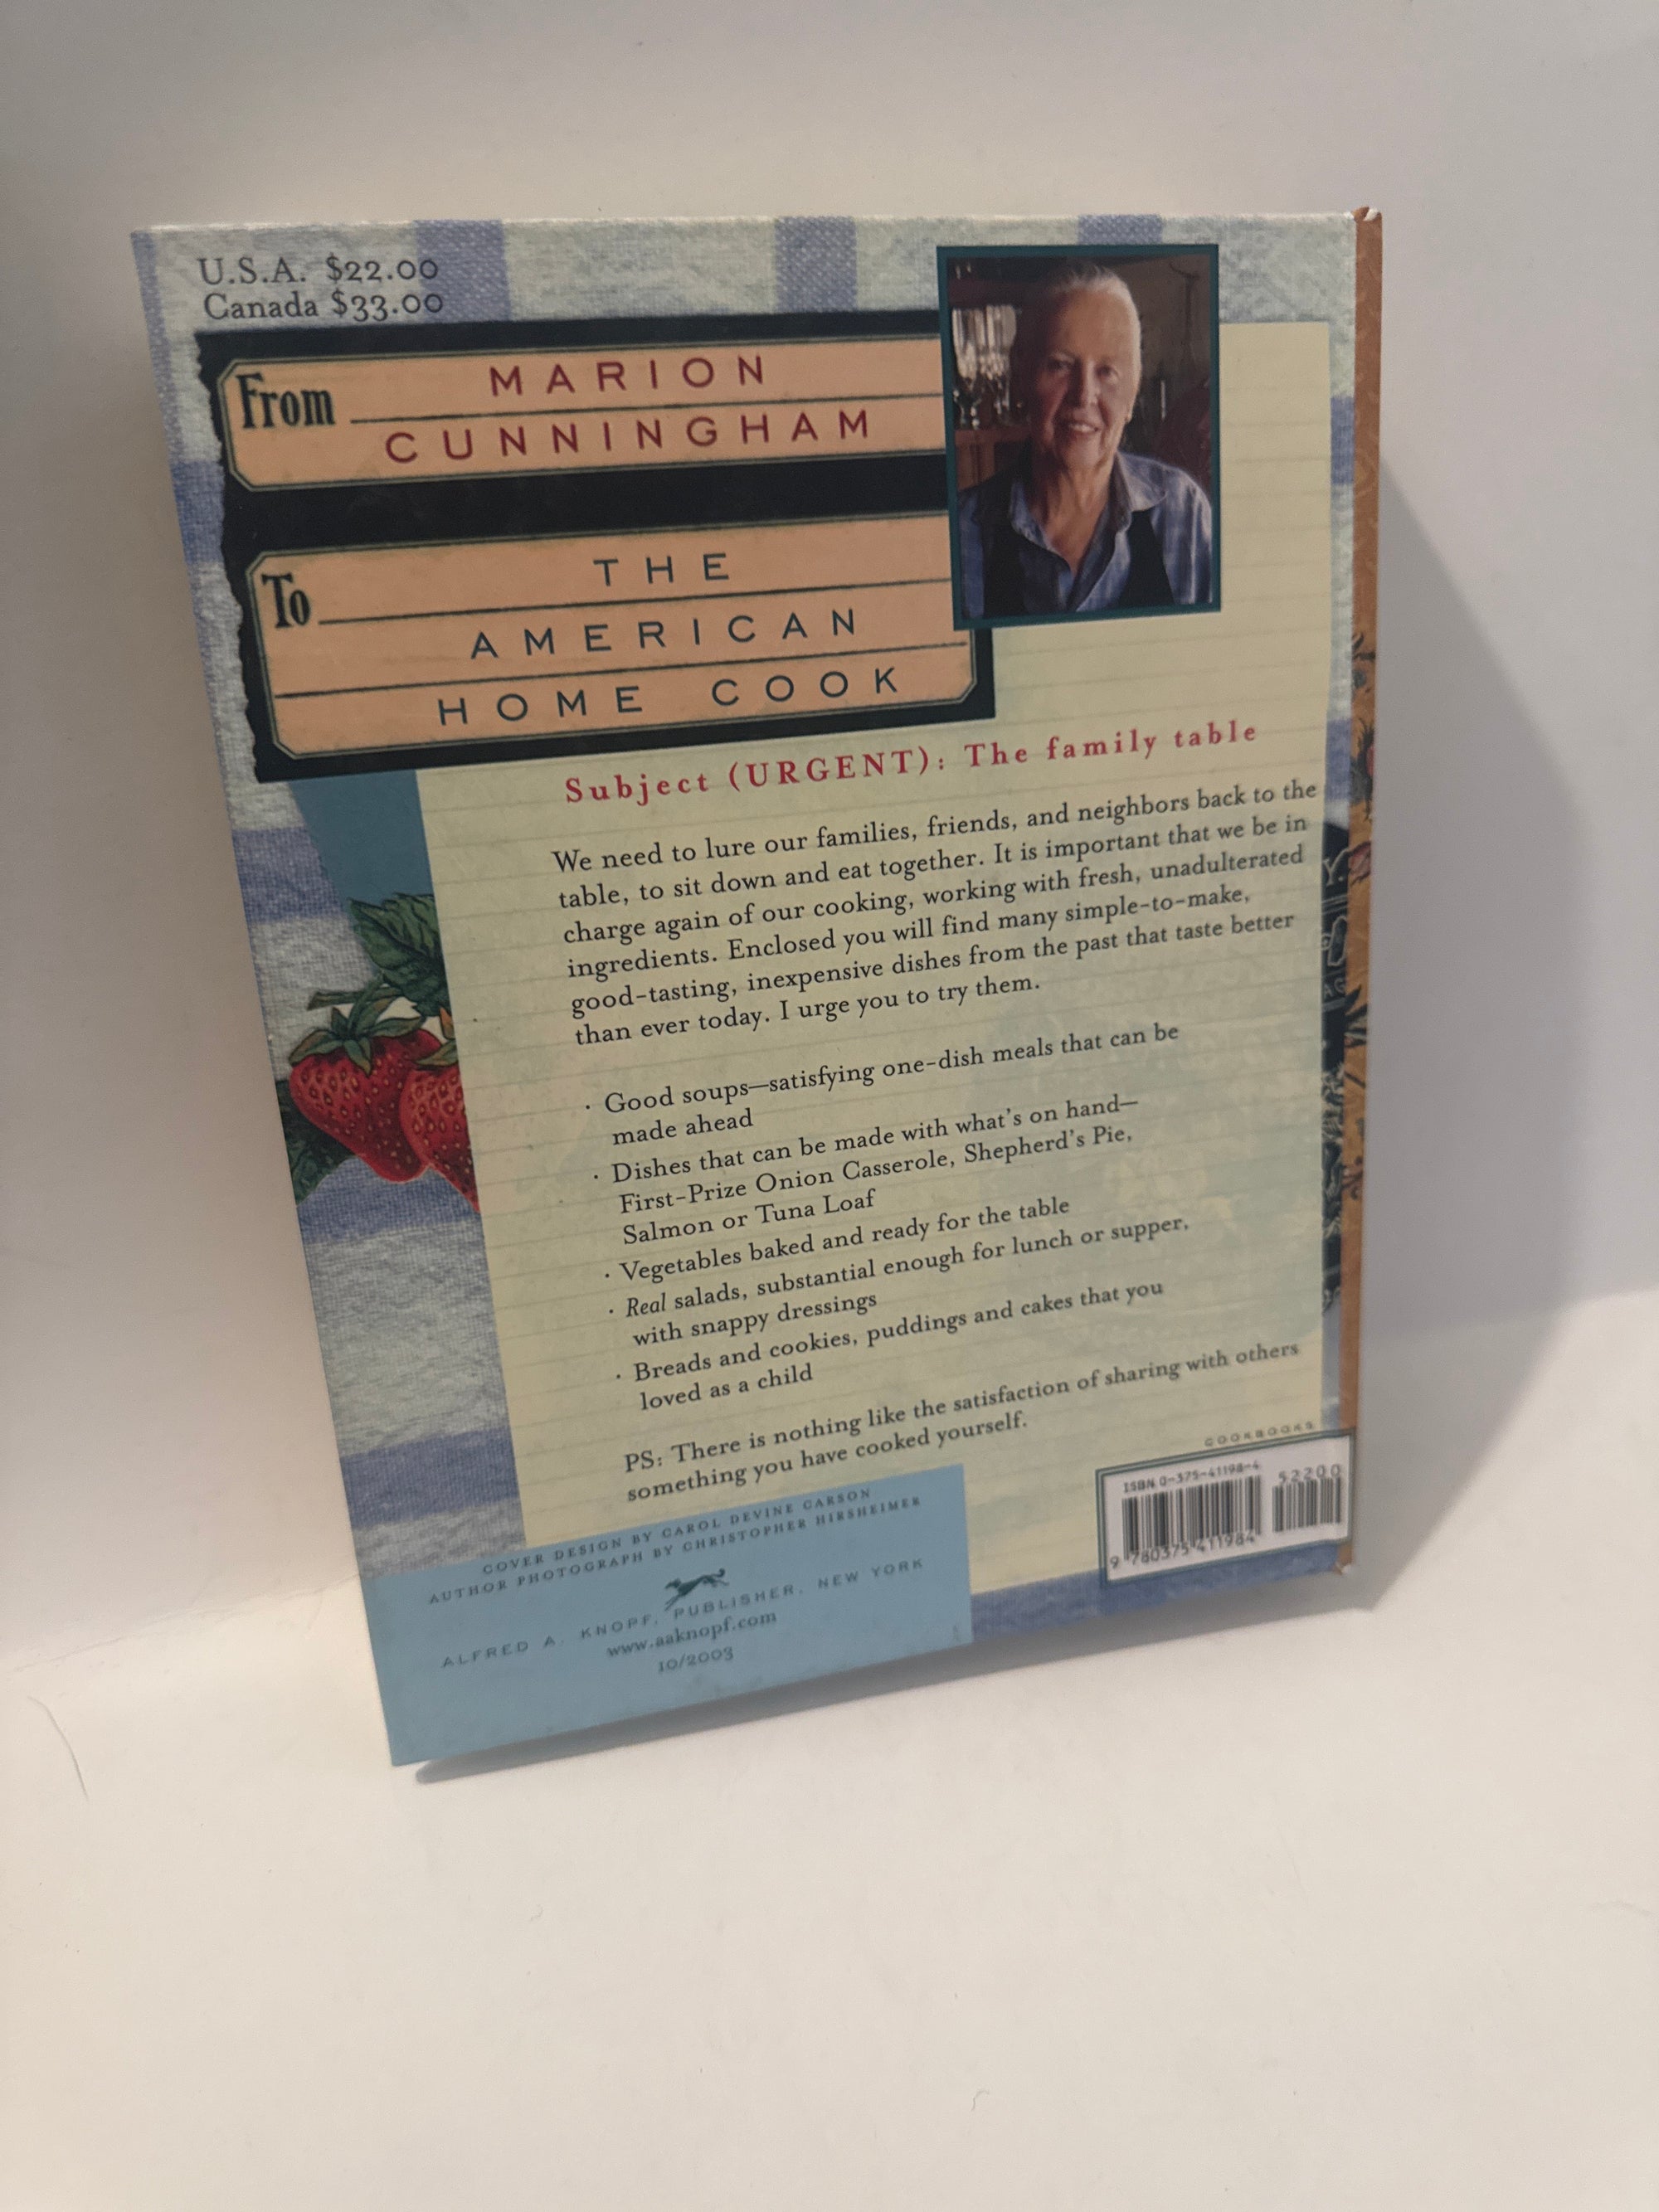 U.S.A. $22.00
Canada $33.00
From MARION
CUNNINGHAM
To THE
AMERICAN
HOME COOK
Subject (URGENT): The family table
We need to lure our families, friends, and neighbors back to the
table, to sit down and eat together. It is important that we be in
charge again of our cooking, working with fresh, unadulterated
ingredients. Enclosed you will find many simple-to-make,
good-tasting, inexpensive dishes from the past that taste better
than ever today. I urge you to try them.
· Good soups—satisfying one-dish meals that can be
made ahead
· Dishes that can be made with what's on hand—
First-Prize Onion Casserole, Shepherd's Pie,
Salmon or Tuna Loaf
· Vegetables baked and ready for the table
· Real salads, substantial enough for lunch or supper,
with snappy dressings
· Breads and cookies, puddings and cakes that you
loved as a child
PS: There is nothing like the satisfaction of sharing with others
something you have cooked yourself.
COOKBOOKS
ISBN 0-375-41198-4
52200
9 780375 411984
COVER DESIGN BY CAROL DEVINE CARSON
AUTHOR PHOTOGRAPH BY CHRISTOPHER HIRSHEIMER
ALFRED A. KNOPF, PUBLISHER, NEW YORK
www.aaknopf.com
10/2003